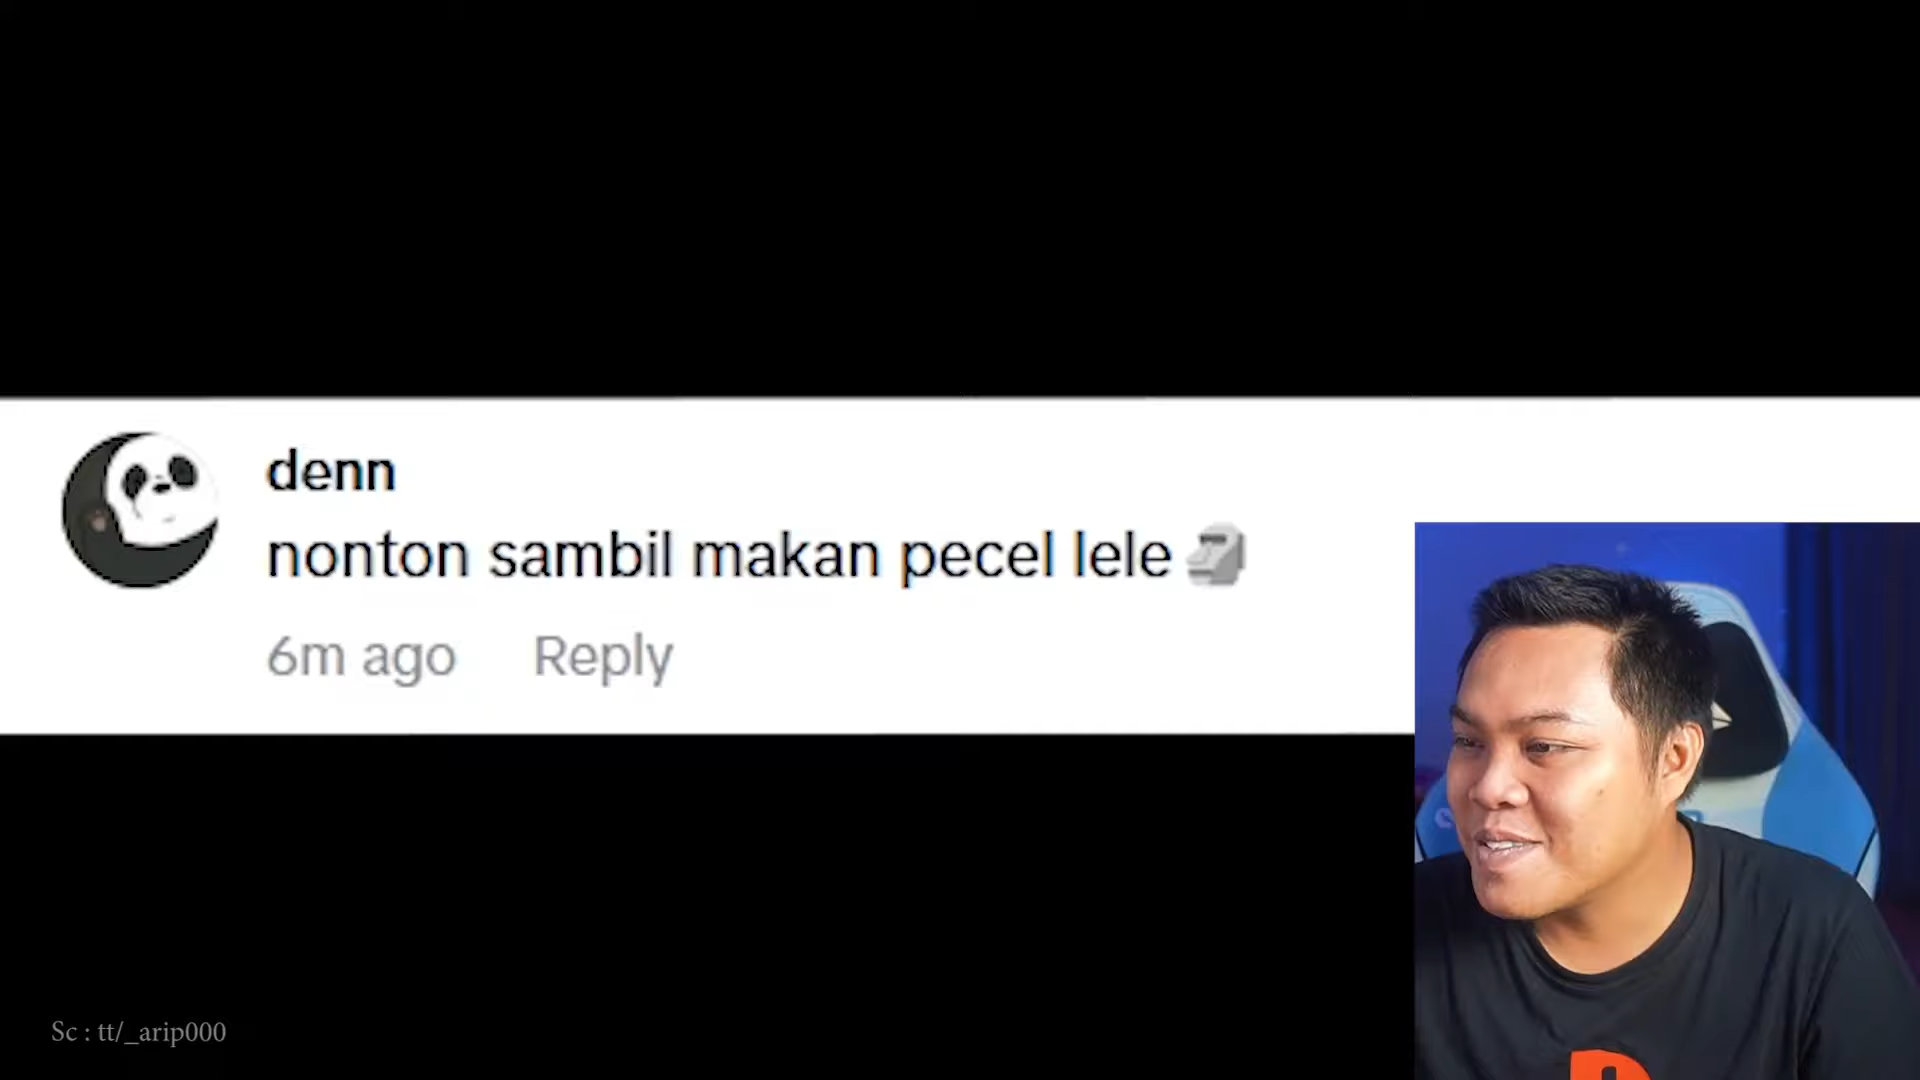 denn
nonton sambil makan pecel lele 🗿
6m ago Reply
Sc : tt/_arip000